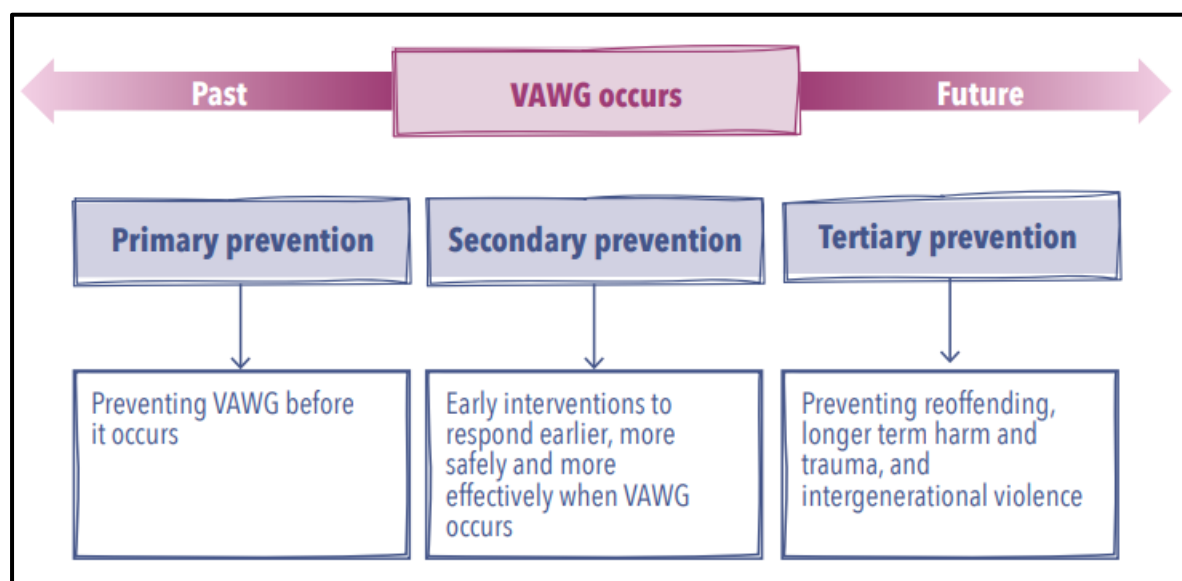 Past
VAWG occurs
Future
Primary prevention
Secondary prevention
Tertiary prevention
Preventing VAWG before
it occurs
Early interventions to
respond earlier, more
safely and more
effectively when VAWG
occurs
Preventing reoffending,
longer term harm and
trauma, and
intergenerational violence